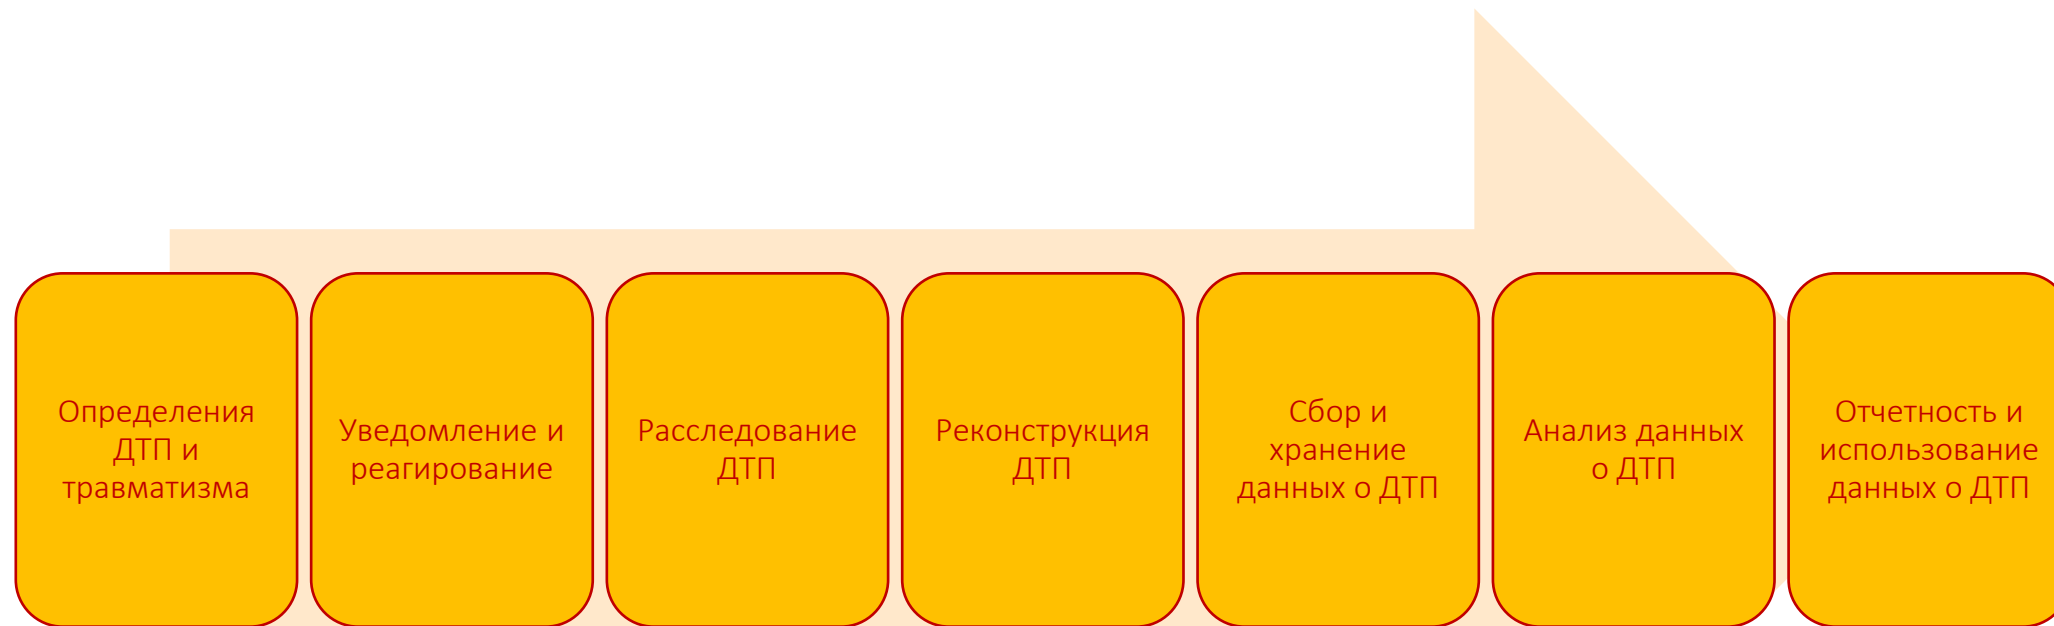 Определения
ДТП и
травматизма
Уведомление и
реагирование
Расследование
ДТП
Реконструкция
ДТП
Сбор и
хранение
данных о ДТП
Анализ данных
о ДТП
Отчетность и
использование
данных о ДТП